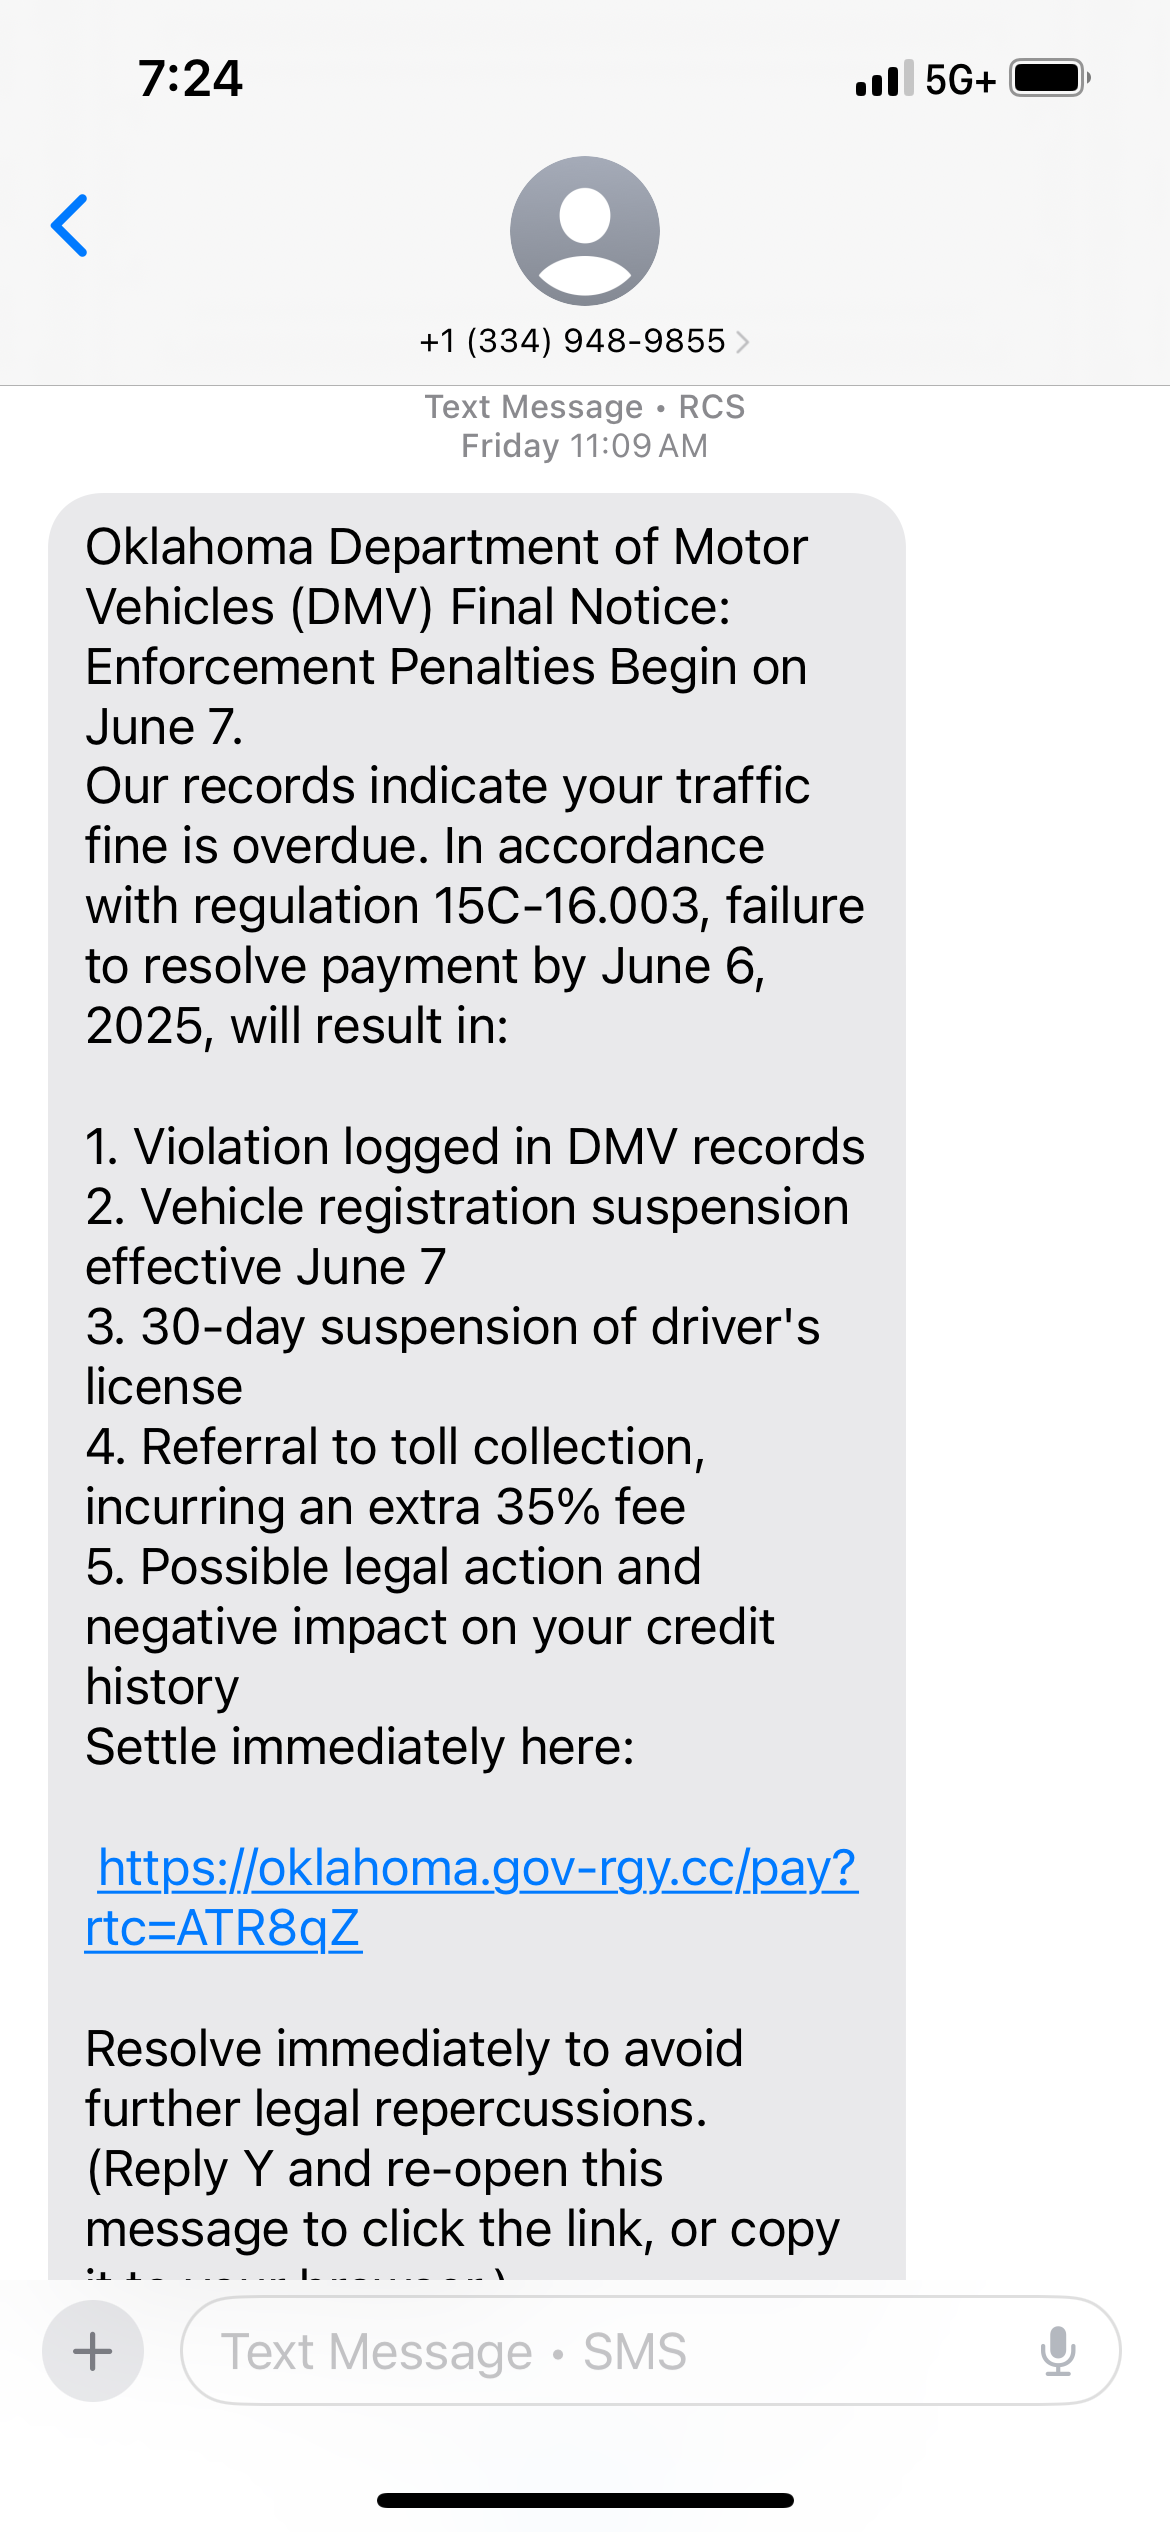 7:24
5G+
+1 (334) 948-9855
Text Message • RCS
Friday 11:09 AM
Oklahoma Department of Motor
Vehicles (DMV) Final Notice:
Enforcement Penalties Begin on
June 7.
Our records indicate your traffic
fine is overdue. In accordance
with regulation 15C-16.003, failure
to resolve payment by June 6,
2025, will result in:
1. Violation logged in DMV records
2. Vehicle registration suspension
effective June 7
3. 30-day suspension of driver's
license
4. Referral to toll collection,
incurring an extra 35% fee
5. Possible legal action and
negative impact on your credit
history
Settle immediately here:
https://oklahoma.gov-rgy.cc/pay?
rtc=ATR8qZ
Resolve immediately to avoid
further legal repercussions.
(Reply Y and re-open this
message to click the link, or copy
it to your browser.)
Text Message • SMS